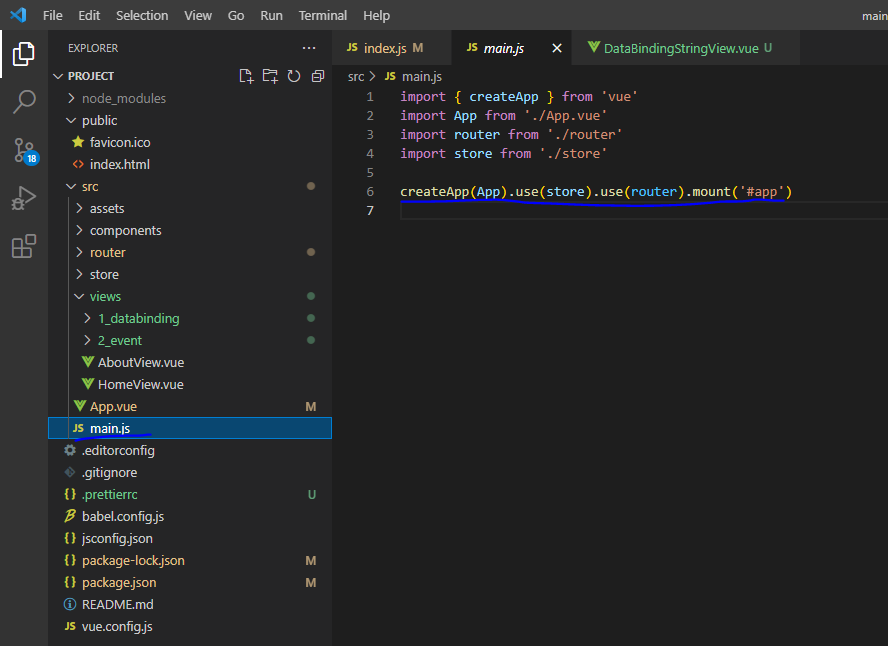 File Edit Selection View Go Run Terminal Help main
EXPLORER ...
JS index.js M JS main.js × DataBindingStringView.vue U
PROJECT
src > JS main.js
node_modules
public
favicon.ico
<> index.html
src
assets
components
router
store
views
1_databinding
2_event
AboutView.vue
HomeView.vue
App.vue M
JS main.js
.editorconfig
.gitignore
{} .prettierrc U
babel.config.js
{} jsconfig.json
{} package-lock.json M
{} package.json M
README.md
JS vue.config.js
18
1 import { createApp } from 'vue'
2 import App from './App.vue'
3 import router from './router'
4 import store from './store'
5
6 createApp(App).use(store).use(router).mount('#app')
7